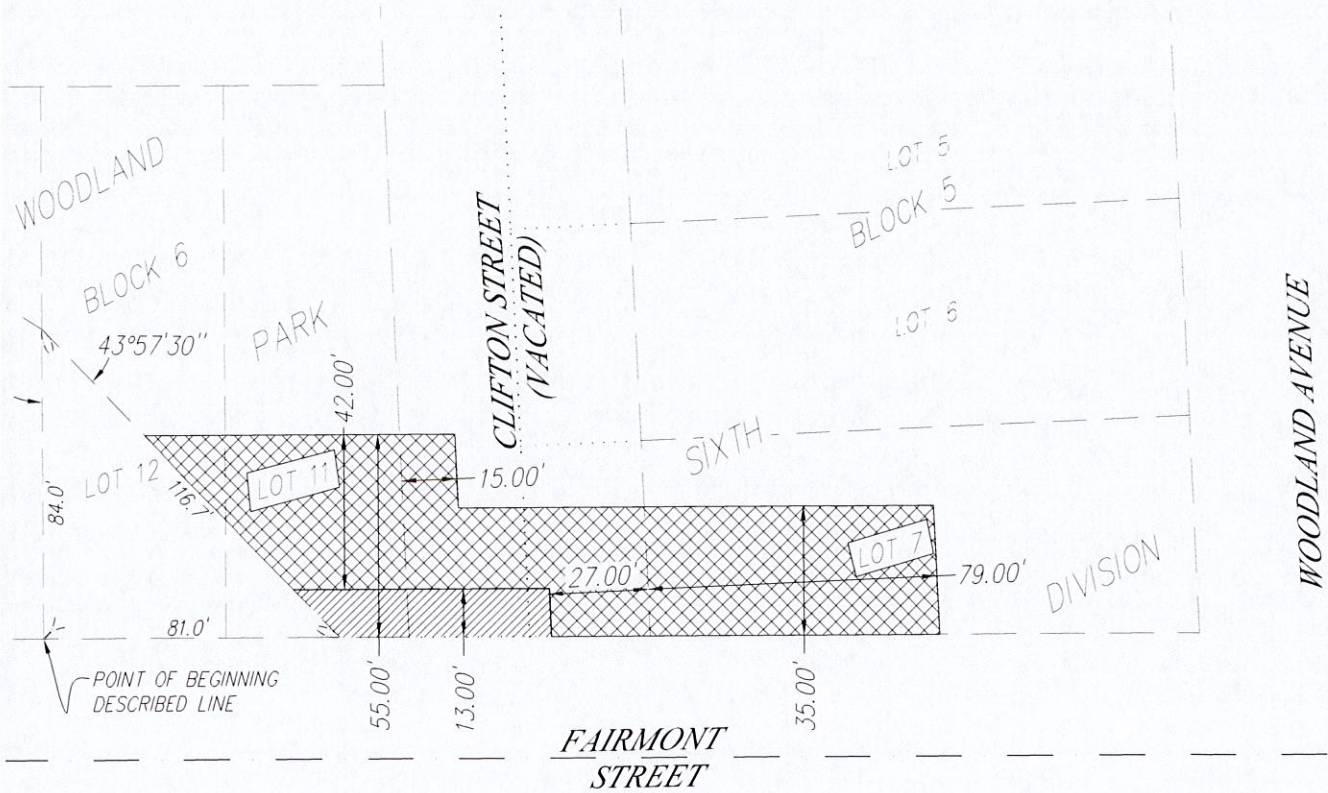 WOODLAND
BLOCK 6
PARK
43°57'30"
LOT 5
BLOCK 5
LOT 6
CLIFTON STREET
(VACATED)
WOODLAND AVENUE
SIXTH
DIVISION
LOT 12
LOT 11
LOT 7
42.00'
15.00'
84.0'
116.7
27.00'
79.00'
81.0'
POINT OF BEGINNING
DESCRIBED LINE
55.00'
13.00'
35.00'
FAIRMONT
STREET